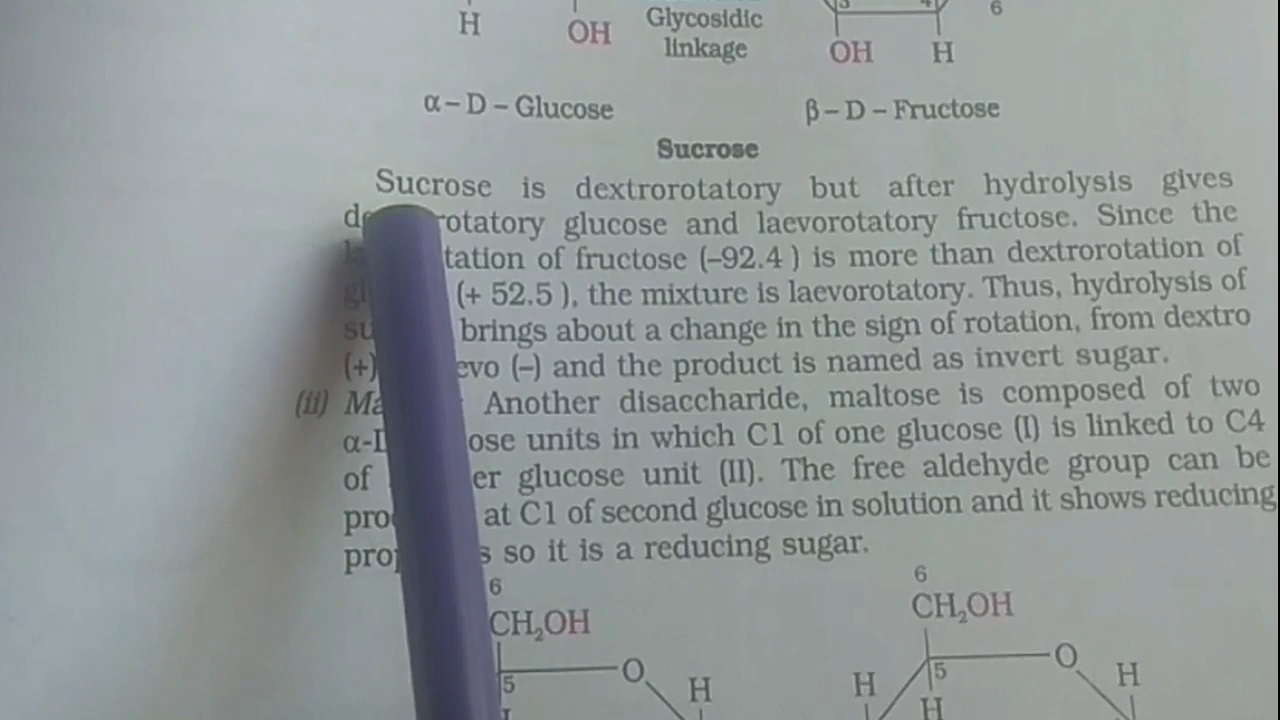 H OH Glycosidic 3 4 6
linkage OH H
α – D – Glucose β – D – Fructose
Sucrose
Sucrose is dextrorotatory but after hydrolysis gives
rotatory glucose and laevorotatory fructose. Since the
tation of fructose (–92.4 ) is more than dextrorotation of
(+ 52.5 ), the mixture is laevorotatory. Thus, hydrolysis of
brings about a change in the sign of rotation, from dextro
(+) evo (–) and the product is named as invert sugar.
(ii) Another disaccharide, maltose is composed of two
α-D ose units in which C1 of one glucose (I) is linked to C4
of er glucose unit (II). The free aldehyde group can be
pro at C1 of second glucose in solution and it shows reducing
prop s so it is a reducing sugar.
6 6
CH₂OH CH₂OH
5 O H H 5 O H
H